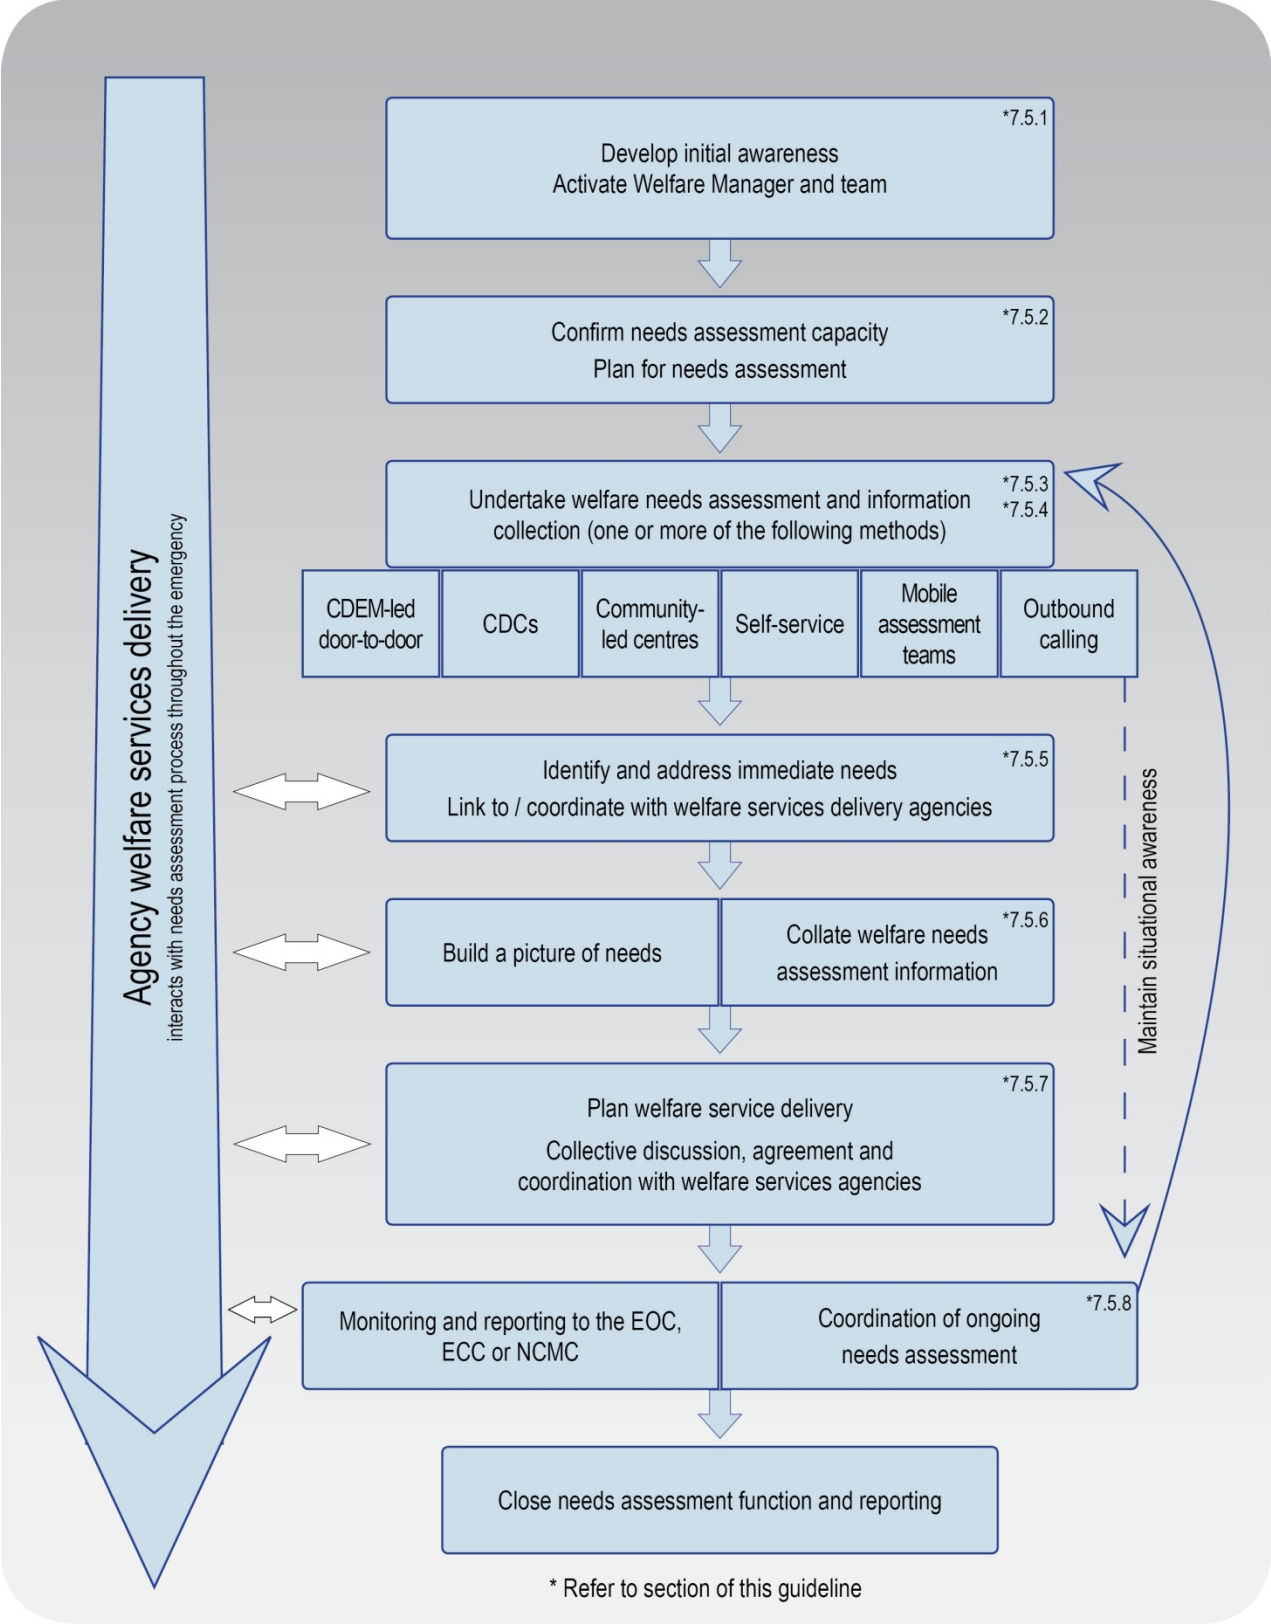 Agency welfare services delivery
interacts with needs assessment process throughout the emergency
*7.5.1
Develop initial awareness
Activate Welfare Manager and team
*7.5.2
Confirm needs assessment capacity
Plan for needs assessment
*7.5.3
*7.5.4
Undertake welfare needs assessment and information
collection (one or more of the following methods)
CDEM-led
door-to-door
CDCs
Community-
led centres
Self-service
Mobile
assessment
teams
Outbound
calling
*7.5.5
Identify and address immediate needs
Link to / coordinate with welfare services delivery agencies
Build a picture of needs
*7.5.6
Collate welfare needs
assessment information
Maintain situational awareness
*7.5.7
Plan welfare service delivery
Collective discussion, agreement and
coordination with welfare services agencies
Monitoring and reporting to the EOC,
ECC or NCMC
*7.5.8
Coordination of ongoing
needs assessment
Close needs assessment function and reporting
* Refer to section of this guideline